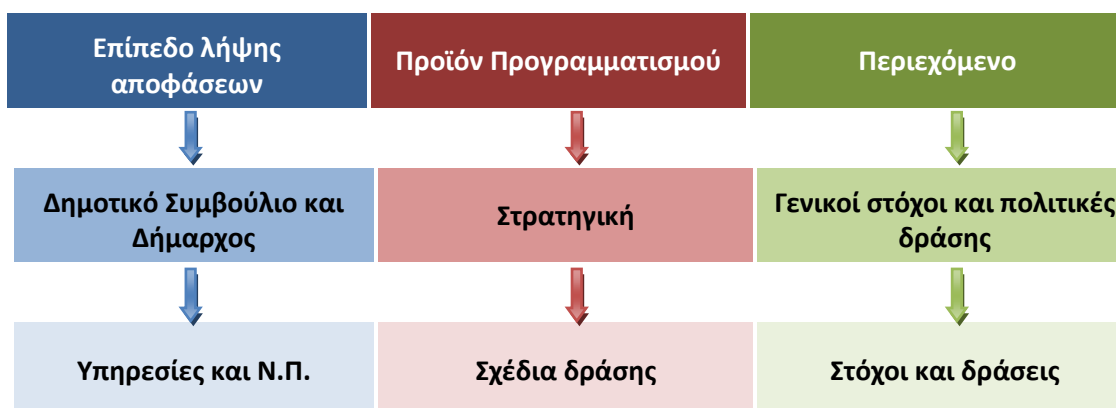 Επίπεδο λήψης
αποφάσεων
Προϊόν Προγραμματισμού
Περιεχόμενο
Δημοτικό Συμβούλιο και
Δήμαρχος
Στρατηγική
Γενικοί στόχοι και πολιτικές
δράσης
Υπηρεσίες και Ν.Π.
Σχέδια δράσης
Στόχοι και δράσεις